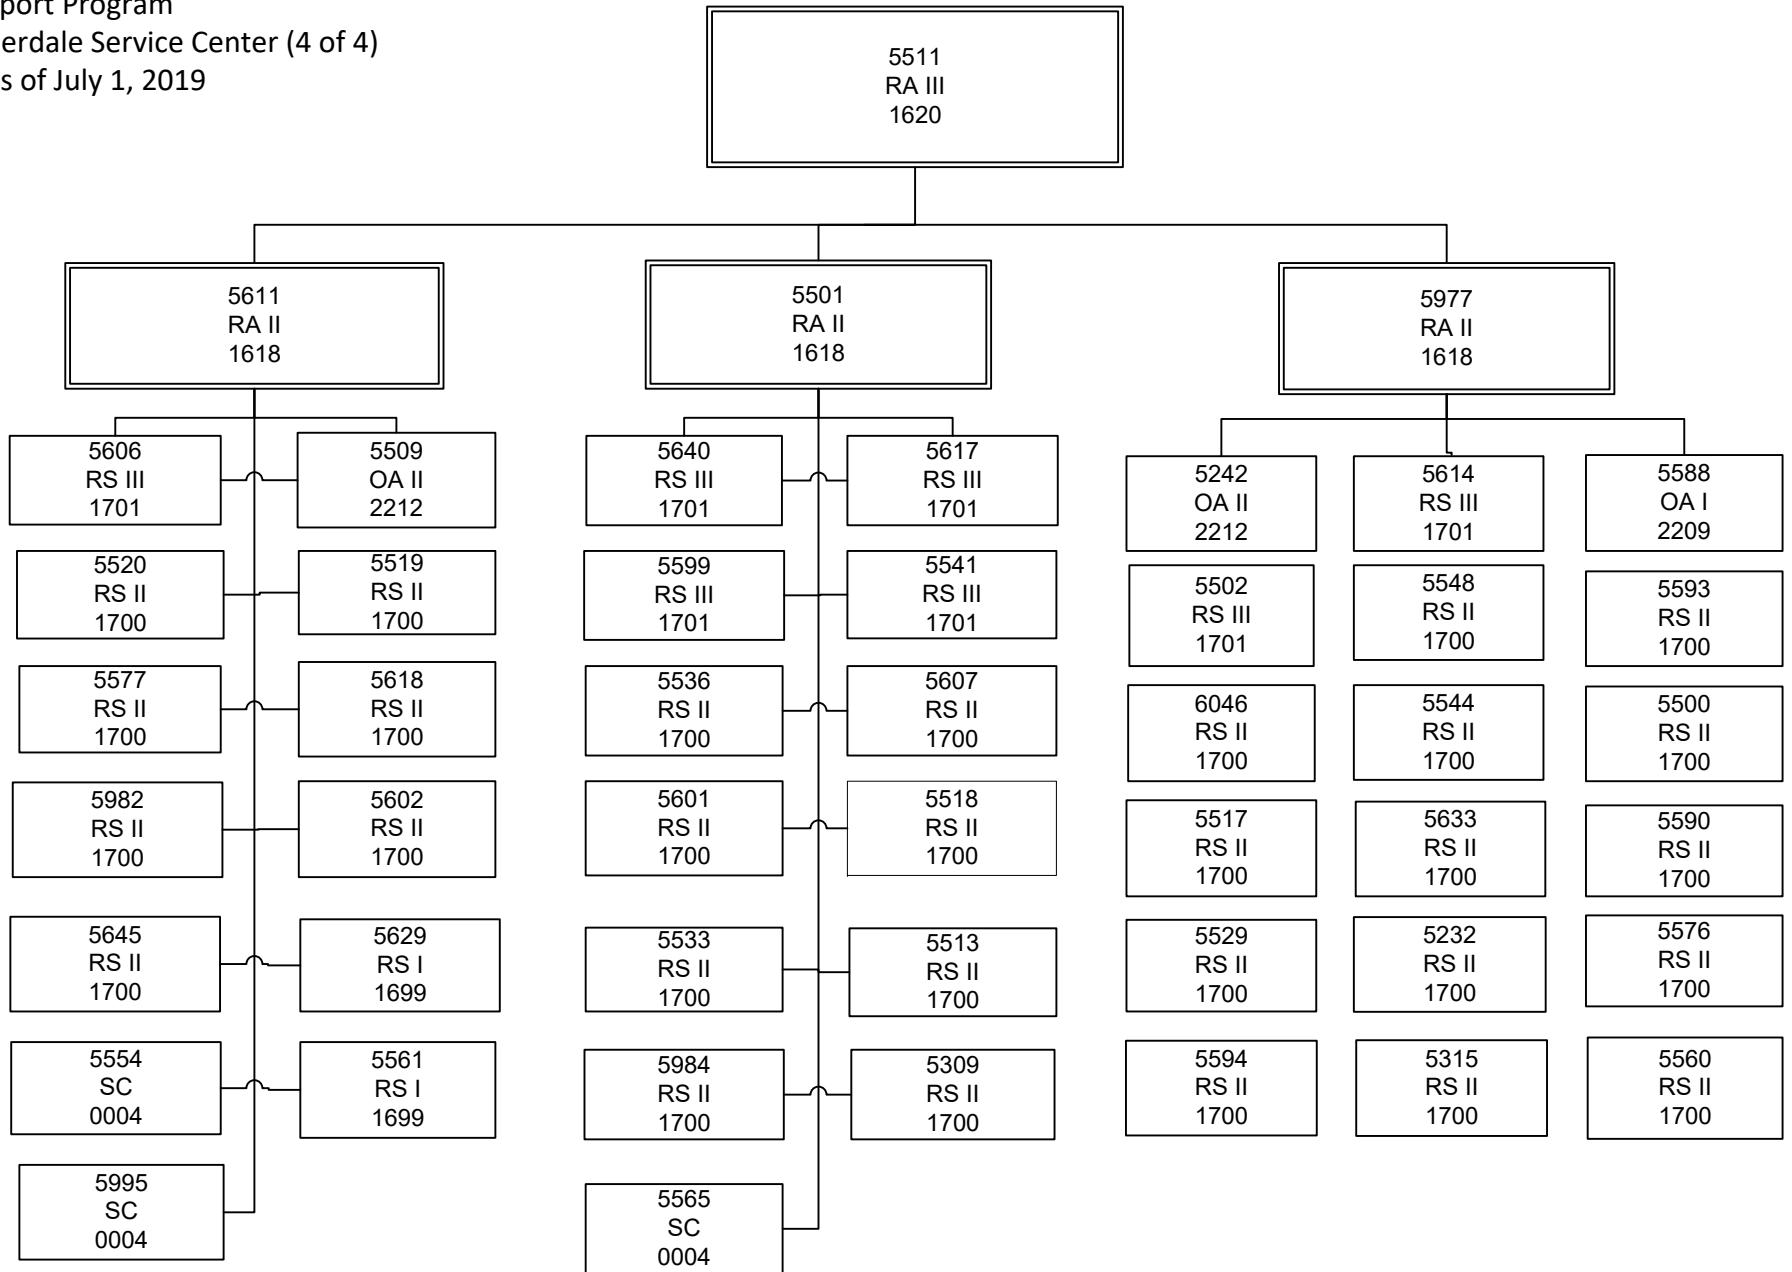 port Program
erdale Service Center (4 of 4)
s of July 1, 2019
5511
RA III
1620
5611
RA II
1618
5501
RA II
1618
5977
RA II
1618
5606
RS III
1701
5509
OA II
2212
5640
RS III
1701
5617
RS III
1701
5242
OA II
2212
5614
RS III
1701
5588
OA I
2209
5520
RS II
1700
5519
RS II
1700
5599
RS III
1701
5541
RS III
1701
5502
RS III
1701
5548
RS II
1700
5593
RS II
1700
5577
RS II
1700
5618
RS II
1700
5536
RS II
1700
5607
RS II
1700
6046
RS II
1700
5544
RS II
1700
5500
RS II
1700
5982
RS II
1700
5602
RS II
1700
5601
RS II
1700
5518
RS II
1700
5517
RS II
1700
5633
RS II
1700
5590
RS II
1700
5645
RS II
1700
5629
RS I
1699
5533
RS II
1700
5513
RS II
1700
5529
RS II
1700
5232
RS II
1700
5576
RS II
1700
5554
SC
0004
5561
RS I
1699
5984
RS II
1700
5309
RS II
1700
5594
RS II
1700
5315
RS II
1700
5560
RS II
1700
5995
SC
0004
5565
SC
0004